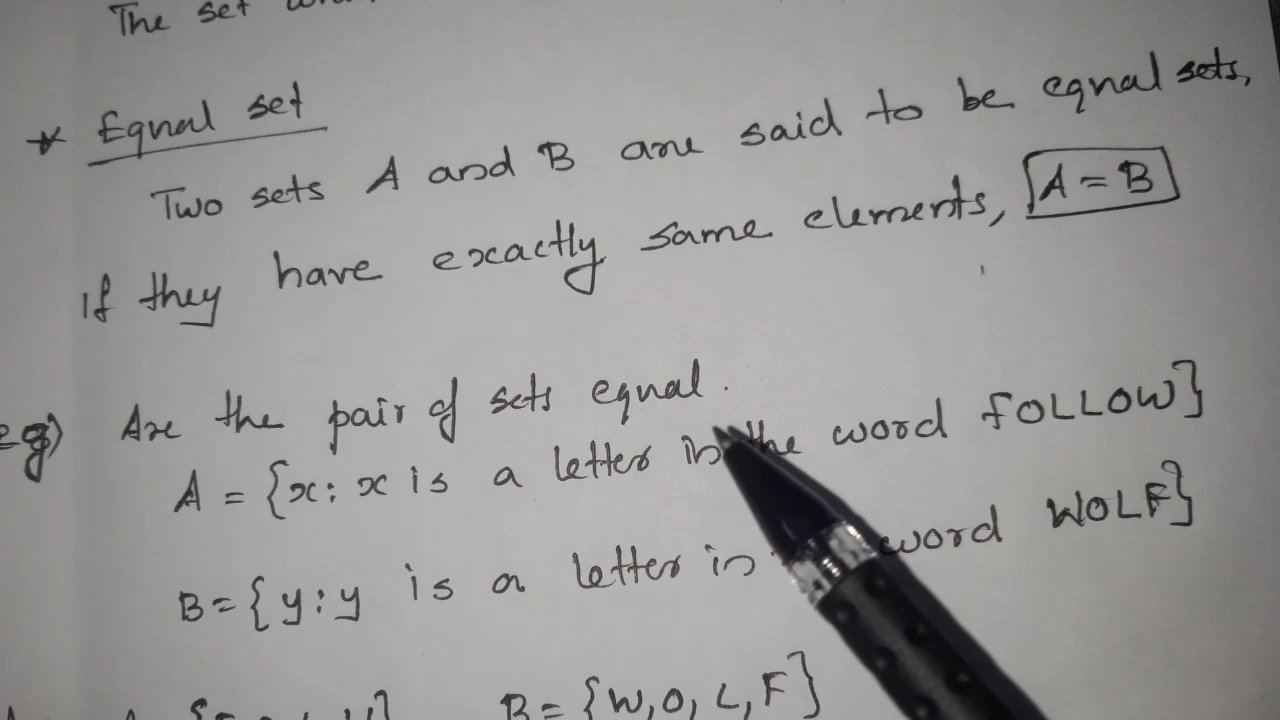 The set
* Equal set
Two sets A and B are said to be equal sets,
if they have exactly same elements, A = B
eg) Are the pair of sets equal.
A = {x: x is a letter in the word FOLLOW}
B = {y: y is a letter in word WOLF}
B = {W, O, L, F}